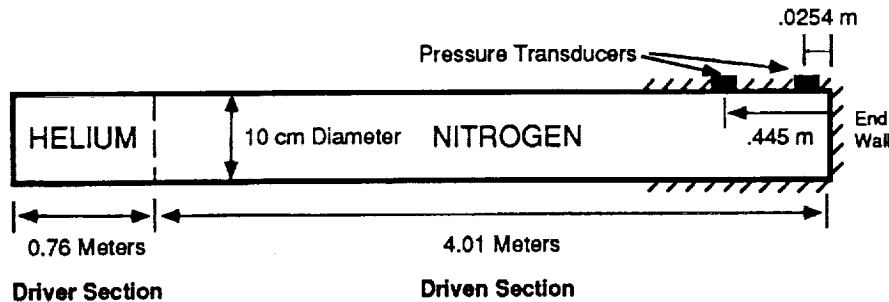 .0254 m
Pressure Transducers
HELIUM
10 cm Diameter
NITROGEN
.445 m
End
Wall
0.76 Meters
4.01 Meters
Driver Section
Driven Section